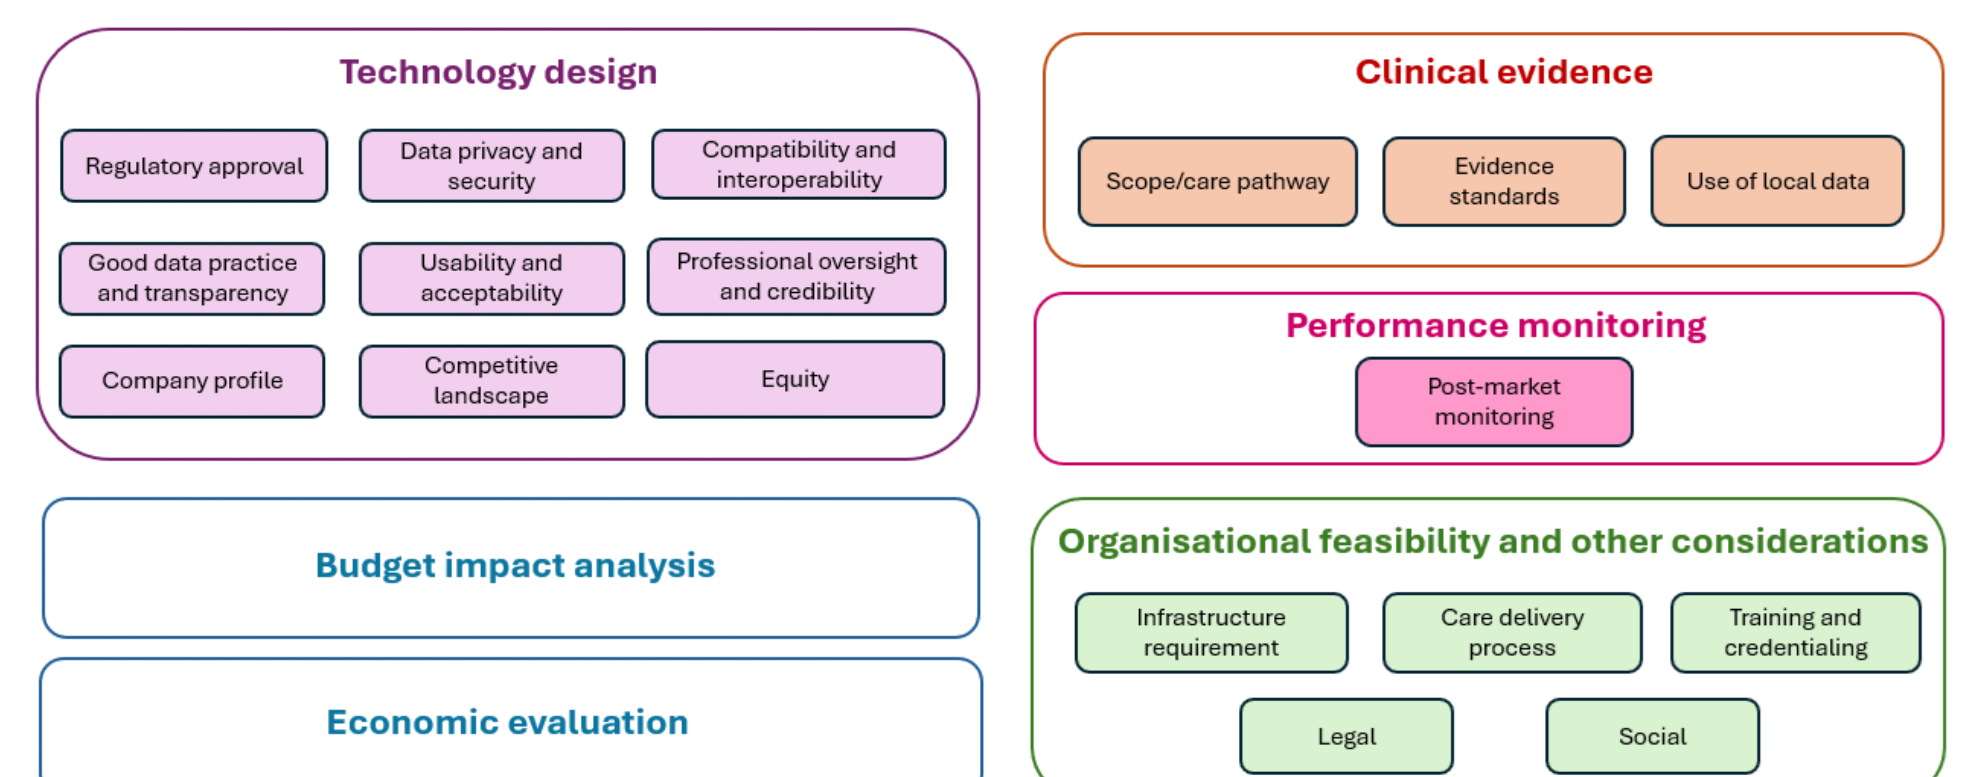 Technology design
Regulatory approval
Data privacy and
security
Compatibility and
interoperability
Good data practice
and transparency
Usability and
acceptability
Professional oversight
and credibility
Company profile
Competitive
landscape
Equity
Clinical evidence
Scope/care pathway
Evidence
standards
Use of local data
Performance monitoring
Post-market
monitoring
Budget impact analysis
Economic evaluation
Organisational feasibility and other considerations
Infrastructure
requirement
Care delivery
process
Training and
credentialing
Legal
Social